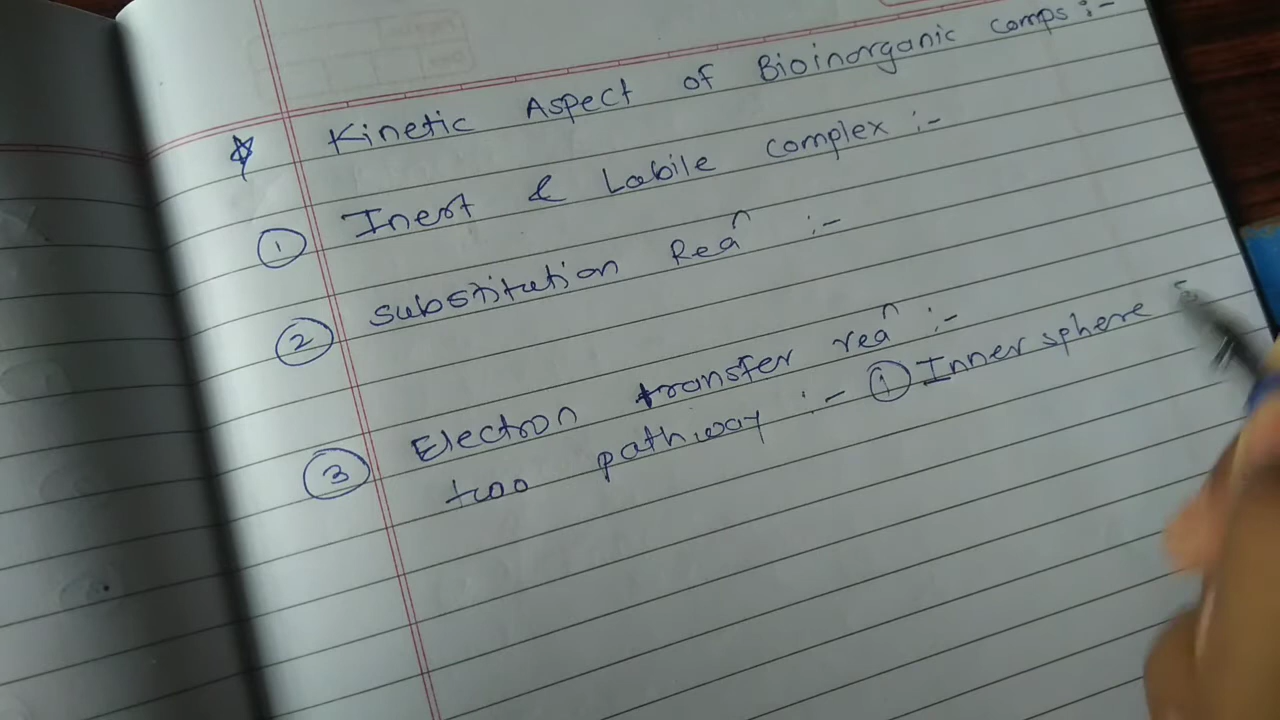 ☆ Kinetic Aspect of Bioinorganic Comps :-
① Inert & Labile complex :-
② Substitution Reaⁿ :-
③ Electron transfer reaⁿ :-
two pathway :- ① Inner sphere